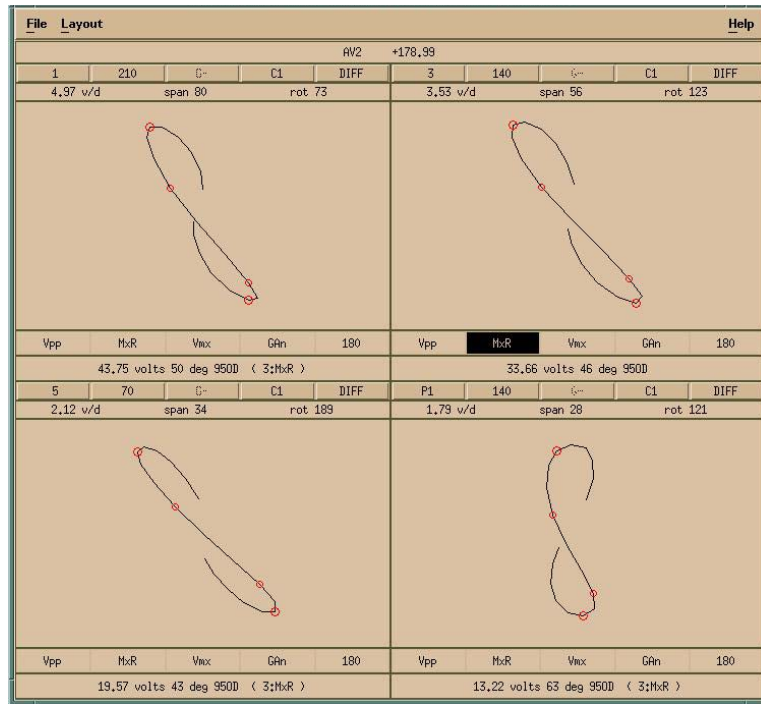 File Layout Help
AV2 +178.99
1 210 G- C1 DIFF
4.97 v/d span 80 rot 73
Vpp MxR Vmx GAn 180
43.75 volts 50 deg 950D ( 3:MxR )
3 140 G- C1 DIFF
3.53 v/d span 56 rot 123
Vpp MxR Vmx GAn 180
33.66 volts 46 deg 950D
5 70 G- C1 DIFF
2.12 v/d span 34 rot 189
Vpp MxR Vmx GAn 180
19.57 volts 43 deg 950D ( 3:MxR )
P1 140 G- C1 DIFF
1.79 v/d span 28 rot 121
Vpp MxR Vmx GAn 180
13.22 volts 63 deg 950D ( 3:MxR )